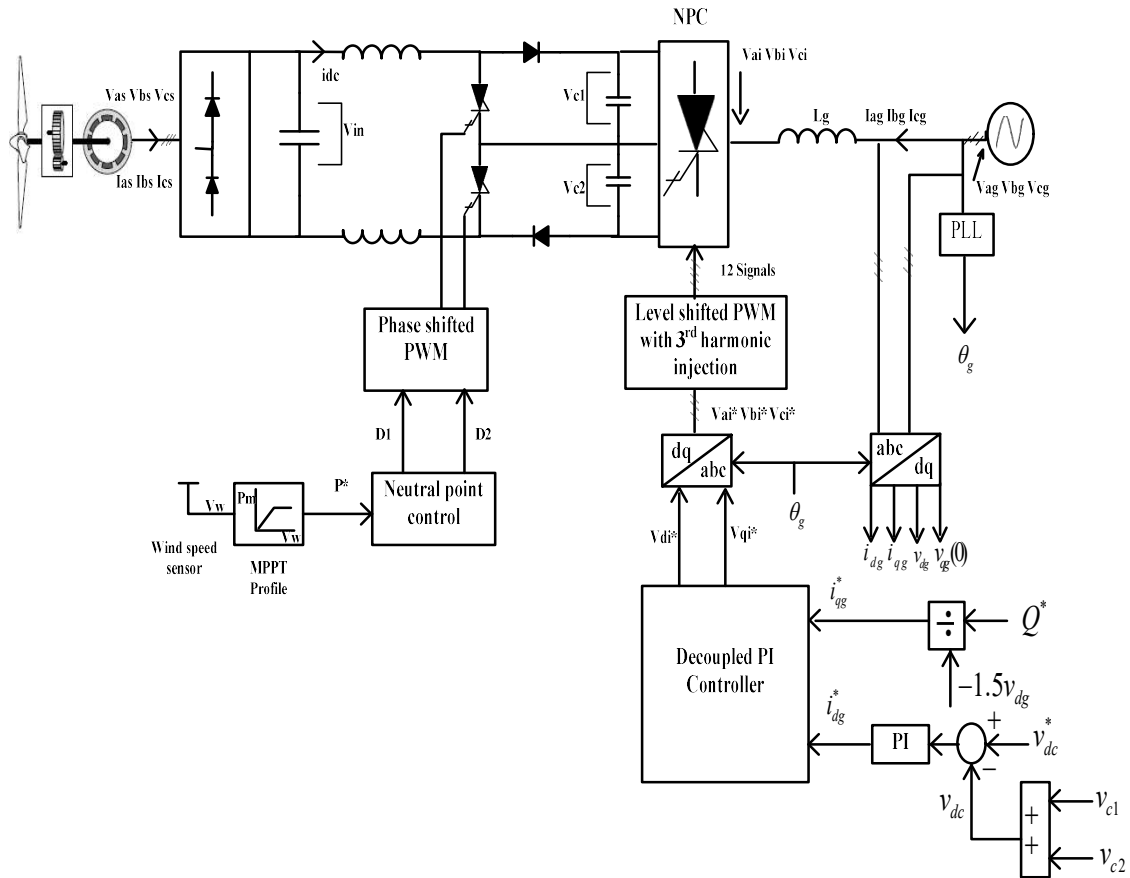 NPC
Vai Vbi Vci
idc
Vas Vbs Vcs
Ias Ibs Ics
Vin
Vc1
Vc2
Lg
Iag Ibg Icg
Vag Vbg Vcg
PLL
θg
12 Signals
Phase shifted
PWM
Level shifted PWM
with 3rd harmonic
injection
Vai* Vbi* Vci*
D1
D2
dq
abc
abc
dq
θg
P*
Neutral point
control
Vw
Pm
Vw
Wind speed
sensor
MPPT
Profile
Vdi*
Vqi*
idg
iqg
vdg
vqg(0)
Decoupled PI
Controller
i*qg
÷
Q*
−1.5vdg
i*dg
PI
+
−
v*dc
vdc
+
+
vc1
vc2